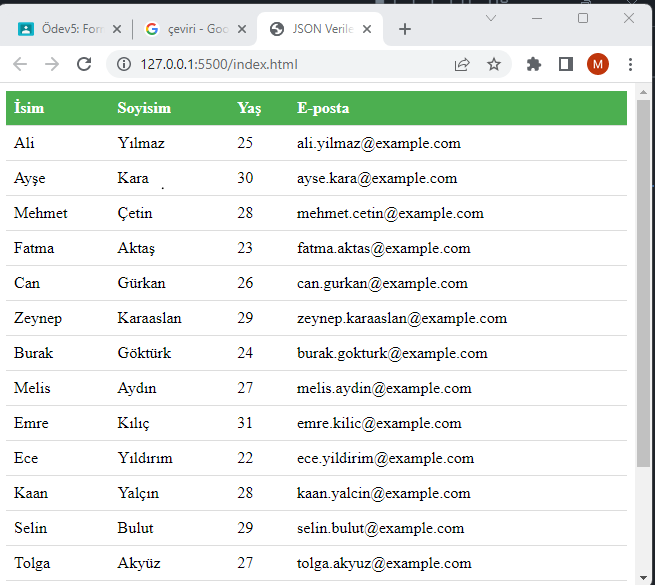 Ödev5: For
çeviri - Goo
JSON Verile
127.0.0.1:5500/index.html
M
İsim Soyisim Yaş E-posta
Ali Yılmaz 25 ali.yilmaz@example.com
Ayşe Kara 30 ayse.kara@example.com
Mehmet Çetin 28 mehmet.cetin@example.com
Fatma Aktaş 23 fatma.aktas@example.com
Can Gürkan 26 can.gurkan@example.com
Zeynep Karaaslan 29 zeynep.karaaslan@example.com
Burak Göktürk 24 burak.gokturk@example.com
Melis Aydın 27 melis.aydin@example.com
Emre Kılıç 31 emre.kilic@example.com
Ece Yıldırım 22 ece.yildirim@example.com
Kaan Yalçın 28 kaan.yalcin@example.com
Selin Bulut 29 selin.bulut@example.com
Tolga Akyüz 27 tolga.akyuz@example.com